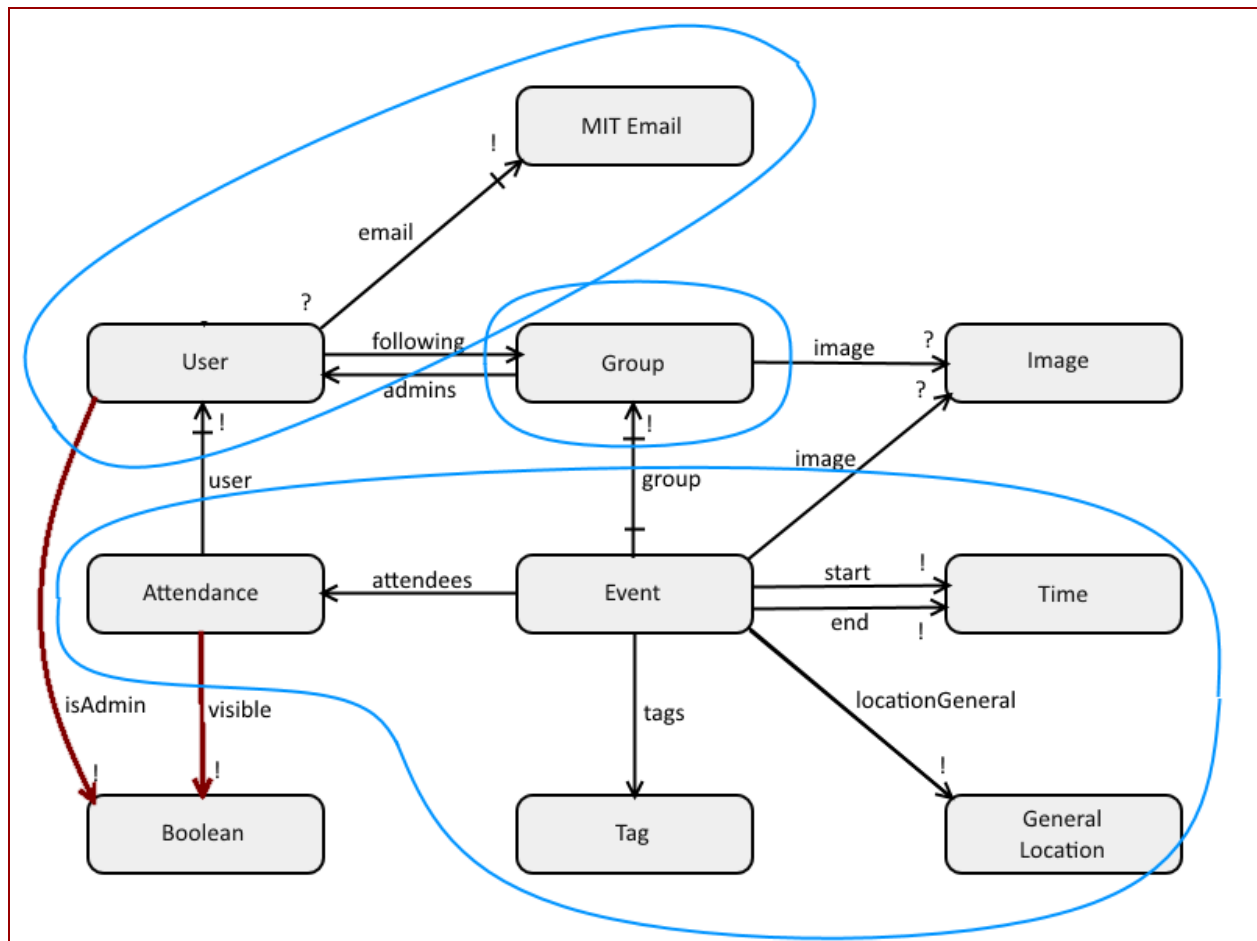 MIT Email
!
email
?
User
following
admins
Group
image
?
Image
?
!
user
!
group
image
Attendance
attendees
Event
start
!
end
!
Time
isAdmin
visible
tags
locationGeneral
!
!
!
Boolean
Tag
General
Location